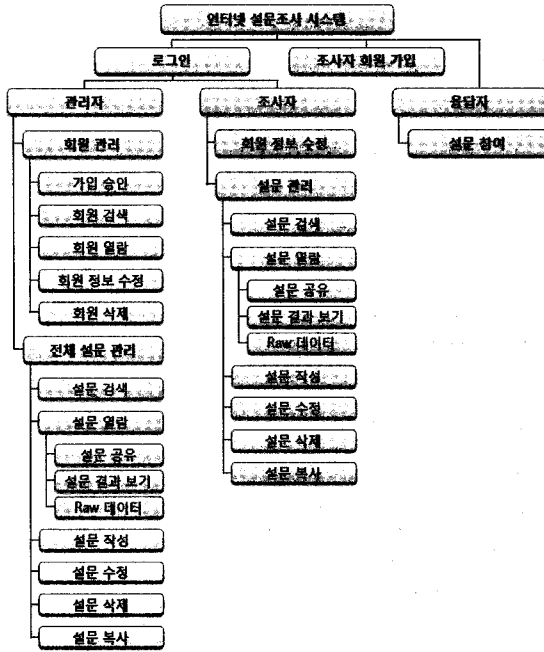 인터넷 설문조사 시스템
로그인
조사자 회원 가입
관리자
조사자
응답자
회원 관리
회원 정보 수정
설문 참여
가입 승인
설문 관리
회원 검색
설문 검색
회원 열람
설문 열람
회원 정보 수정
설문 공유
회원 삭제
설문 결과 보기
전체 설문 관리
Raw 데이터
설문 검색
설문 작성
설문 열람
설문 수정
설문 공유
설문 삭제
설문 결과 보기
설문 복사
Raw 데이터
설문 작성
설문 수정
설문 삭제
설문 복사